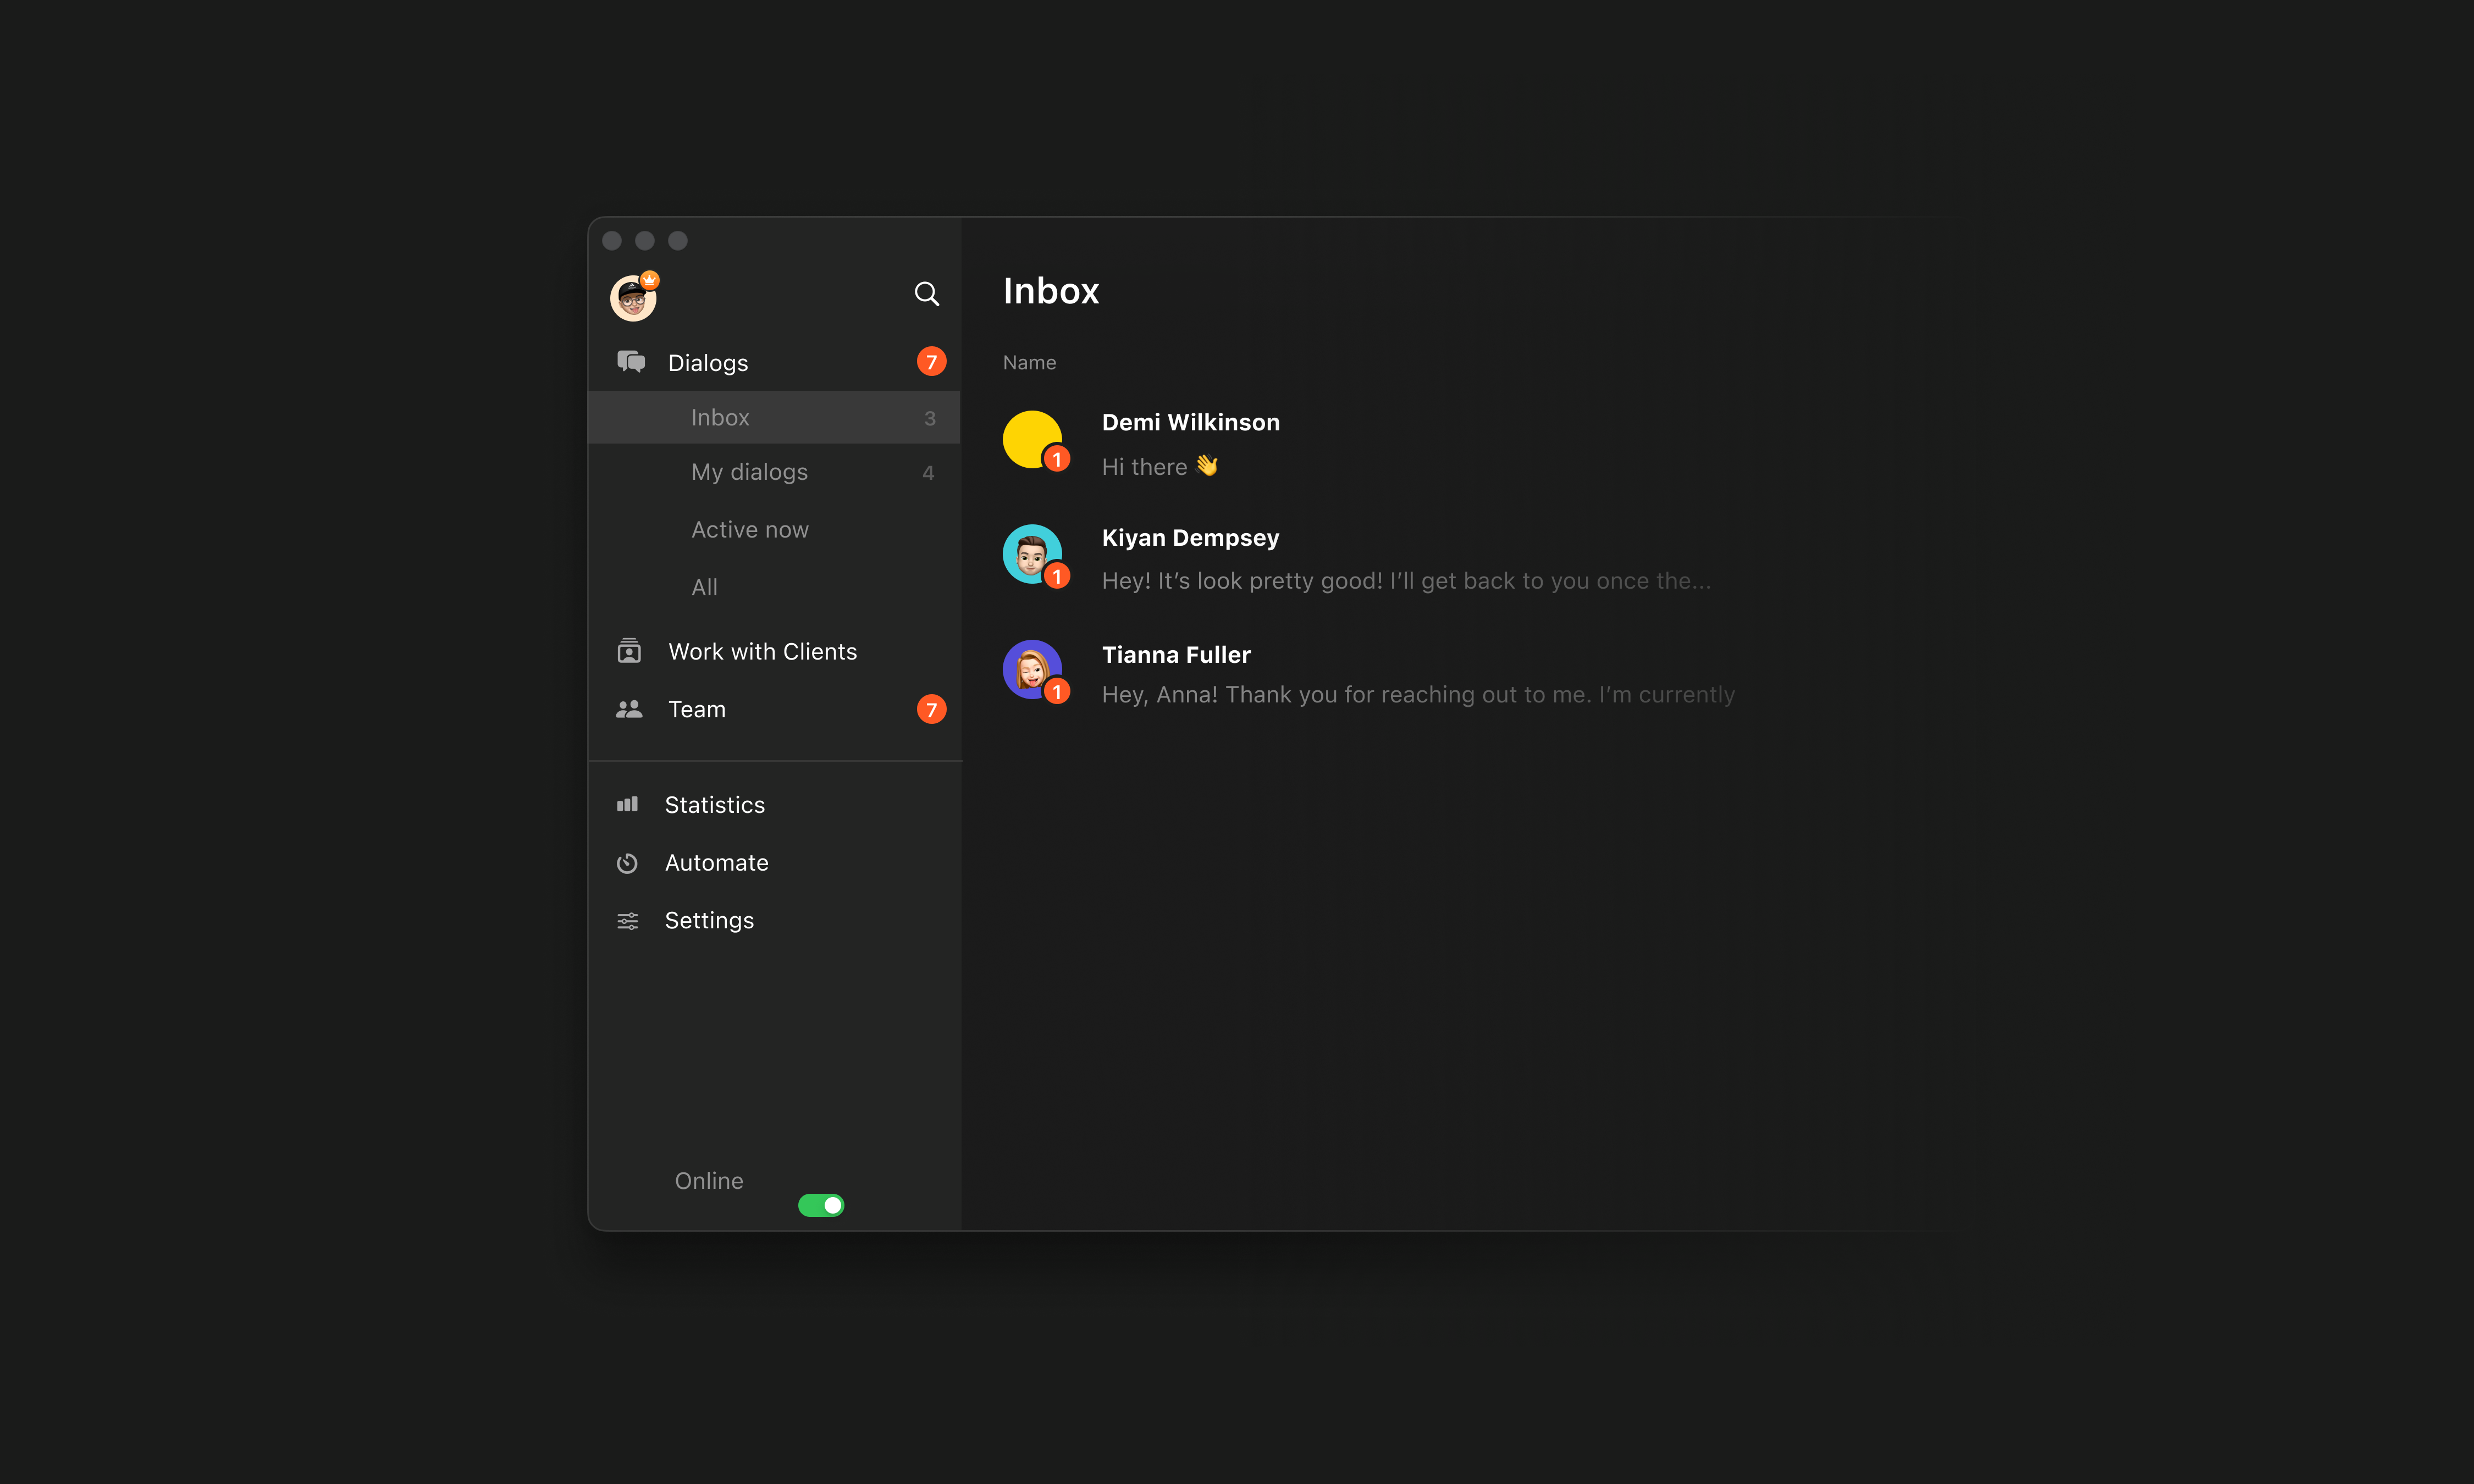 Dialogs 7
Inbox 3
My dialogs 4
Active now
All
Work with Clients
Team 7
Statistics
Automate
Settings
Online
Inbox
Name
Demi Wilkinson
1
Hi there 👋
Kiyan Dempsey
1
Hey! It’s look pretty good! I’ll get back to you once the...
Tianna Fuller
1
Hey, Anna! Thank you for reaching out to me. I’m currently